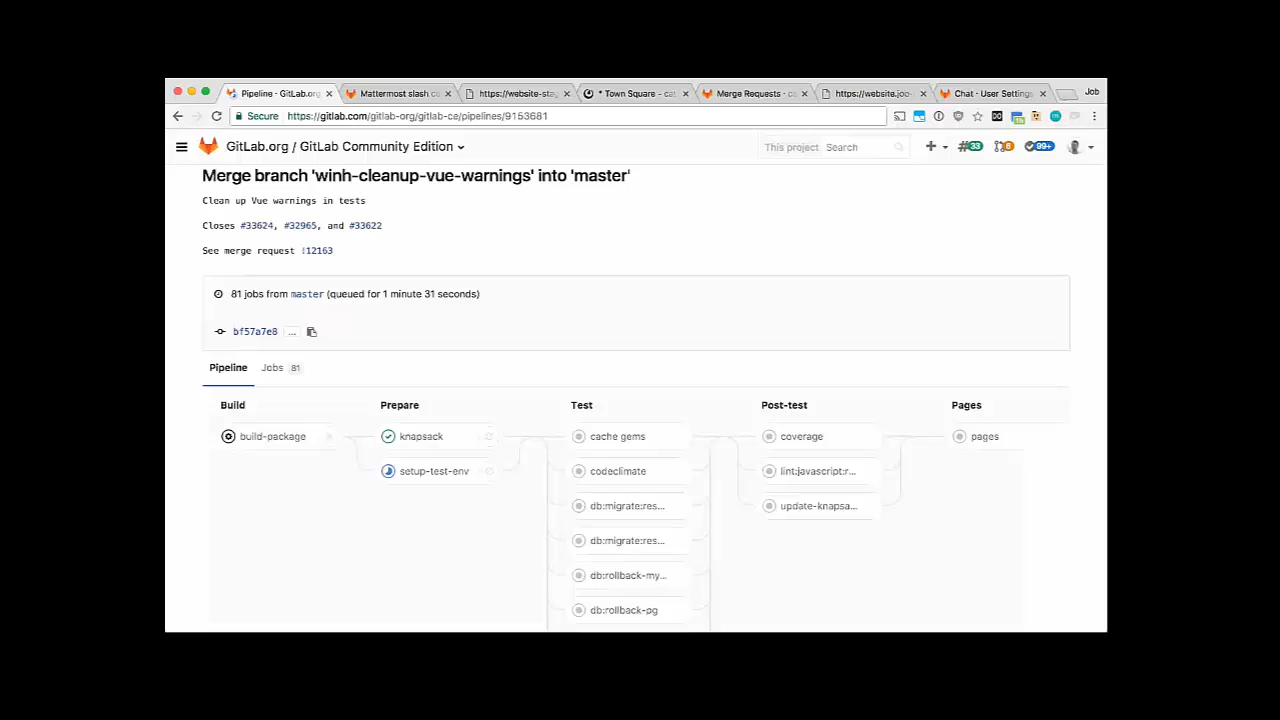 Pipeline - GitLab.org
Mattermost slash co
https://website-sta
* Town Square - ca
Merge Requests - c
https://website.joo
Chat - User Settings
Job
Secure https://gitlab.com/gitlab-org/gitlab-ce/pipelines/9153681
GitLab.org / GitLab Community Edition
This project Search
33
6
99+
Merge branch 'winh-cleanup-vue-warnings' into 'master'
Clean up Vue warnings in tests
Closes #33624, #32965, and #33622
See merge request !12163
81 jobs from master (queued for 1 minute 31 seconds)
bf57a7e8 ...
Pipeline Jobs 81
Build Prepare Test Post-test Pages
build-package knapsack cache gems coverage pages
setup-test-env codeclimate lint:javascript:r...
db:migrate:res... update-knapsa...
db:migrate:res...
db:rollback-my...
db:rollback-pg